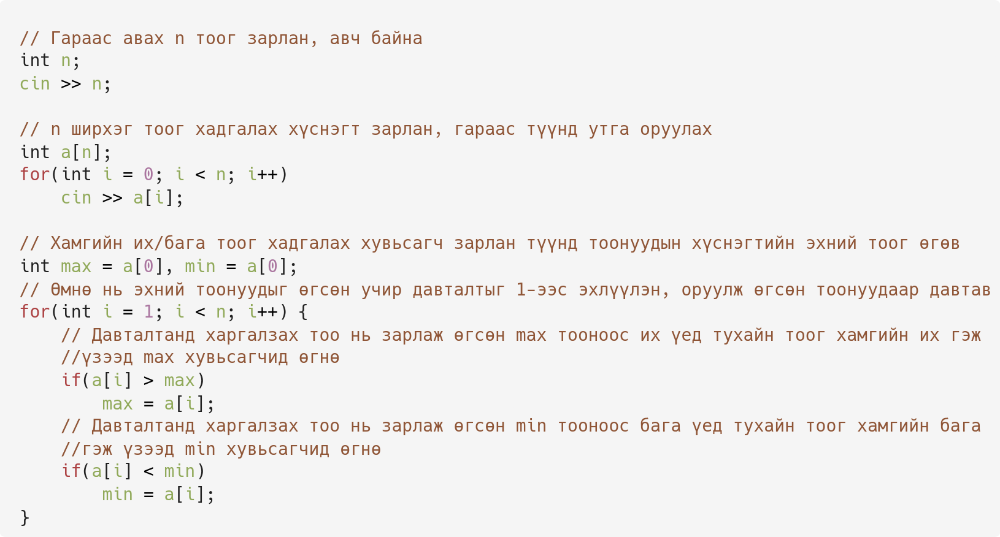 // Гараас авах n тоог зарлан, авч байна
int n;
cin >> n;

// n ширхэг тоог хадгалах хүснэгт зарлан, гараас түүнд утга оруулах
int a[n];
for(int i = 0; i < n; i++)
    cin >> a[i];

// Хамгийн их/бага тоог хадгалах хувьсагч зарлан түүнд тоонуудын хүснэгтийн эхний тоог өгөв
int max = a[0], min = a[0];
// Өмнө нь эхний тоонуудыг өгсөн учир давталтыг 1-ээс эхлүүлэн, оруулж өгсөн тоонуудаар давтав
for(int i = 1; i < n; i++) {
    // Давталтанд харгалзах тоо нь зарлаж өгсөн max тооноос их үед тухайн тоог хамгийн их гэж
    //үзээд max хувьсагчид өгнө
    if(a[i] > max)
        max = a[i];
    // Давталтанд харгалзах тоо нь зарлаж өгсөн min тооноос бага үед тухайн тоог хамгийн бага
    //гэж үзээд min хувьсагчид өгнө
    if(a[i] < min)
        min = a[i];
}